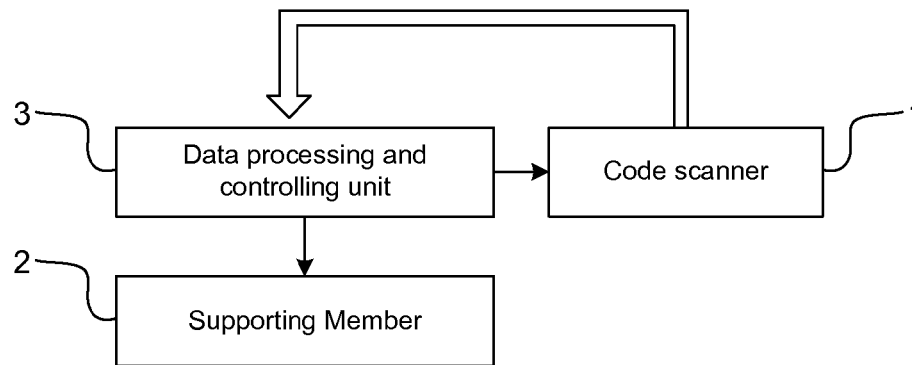 3
Data processing and
controlling unit
Code scanner
2
Supporting Member